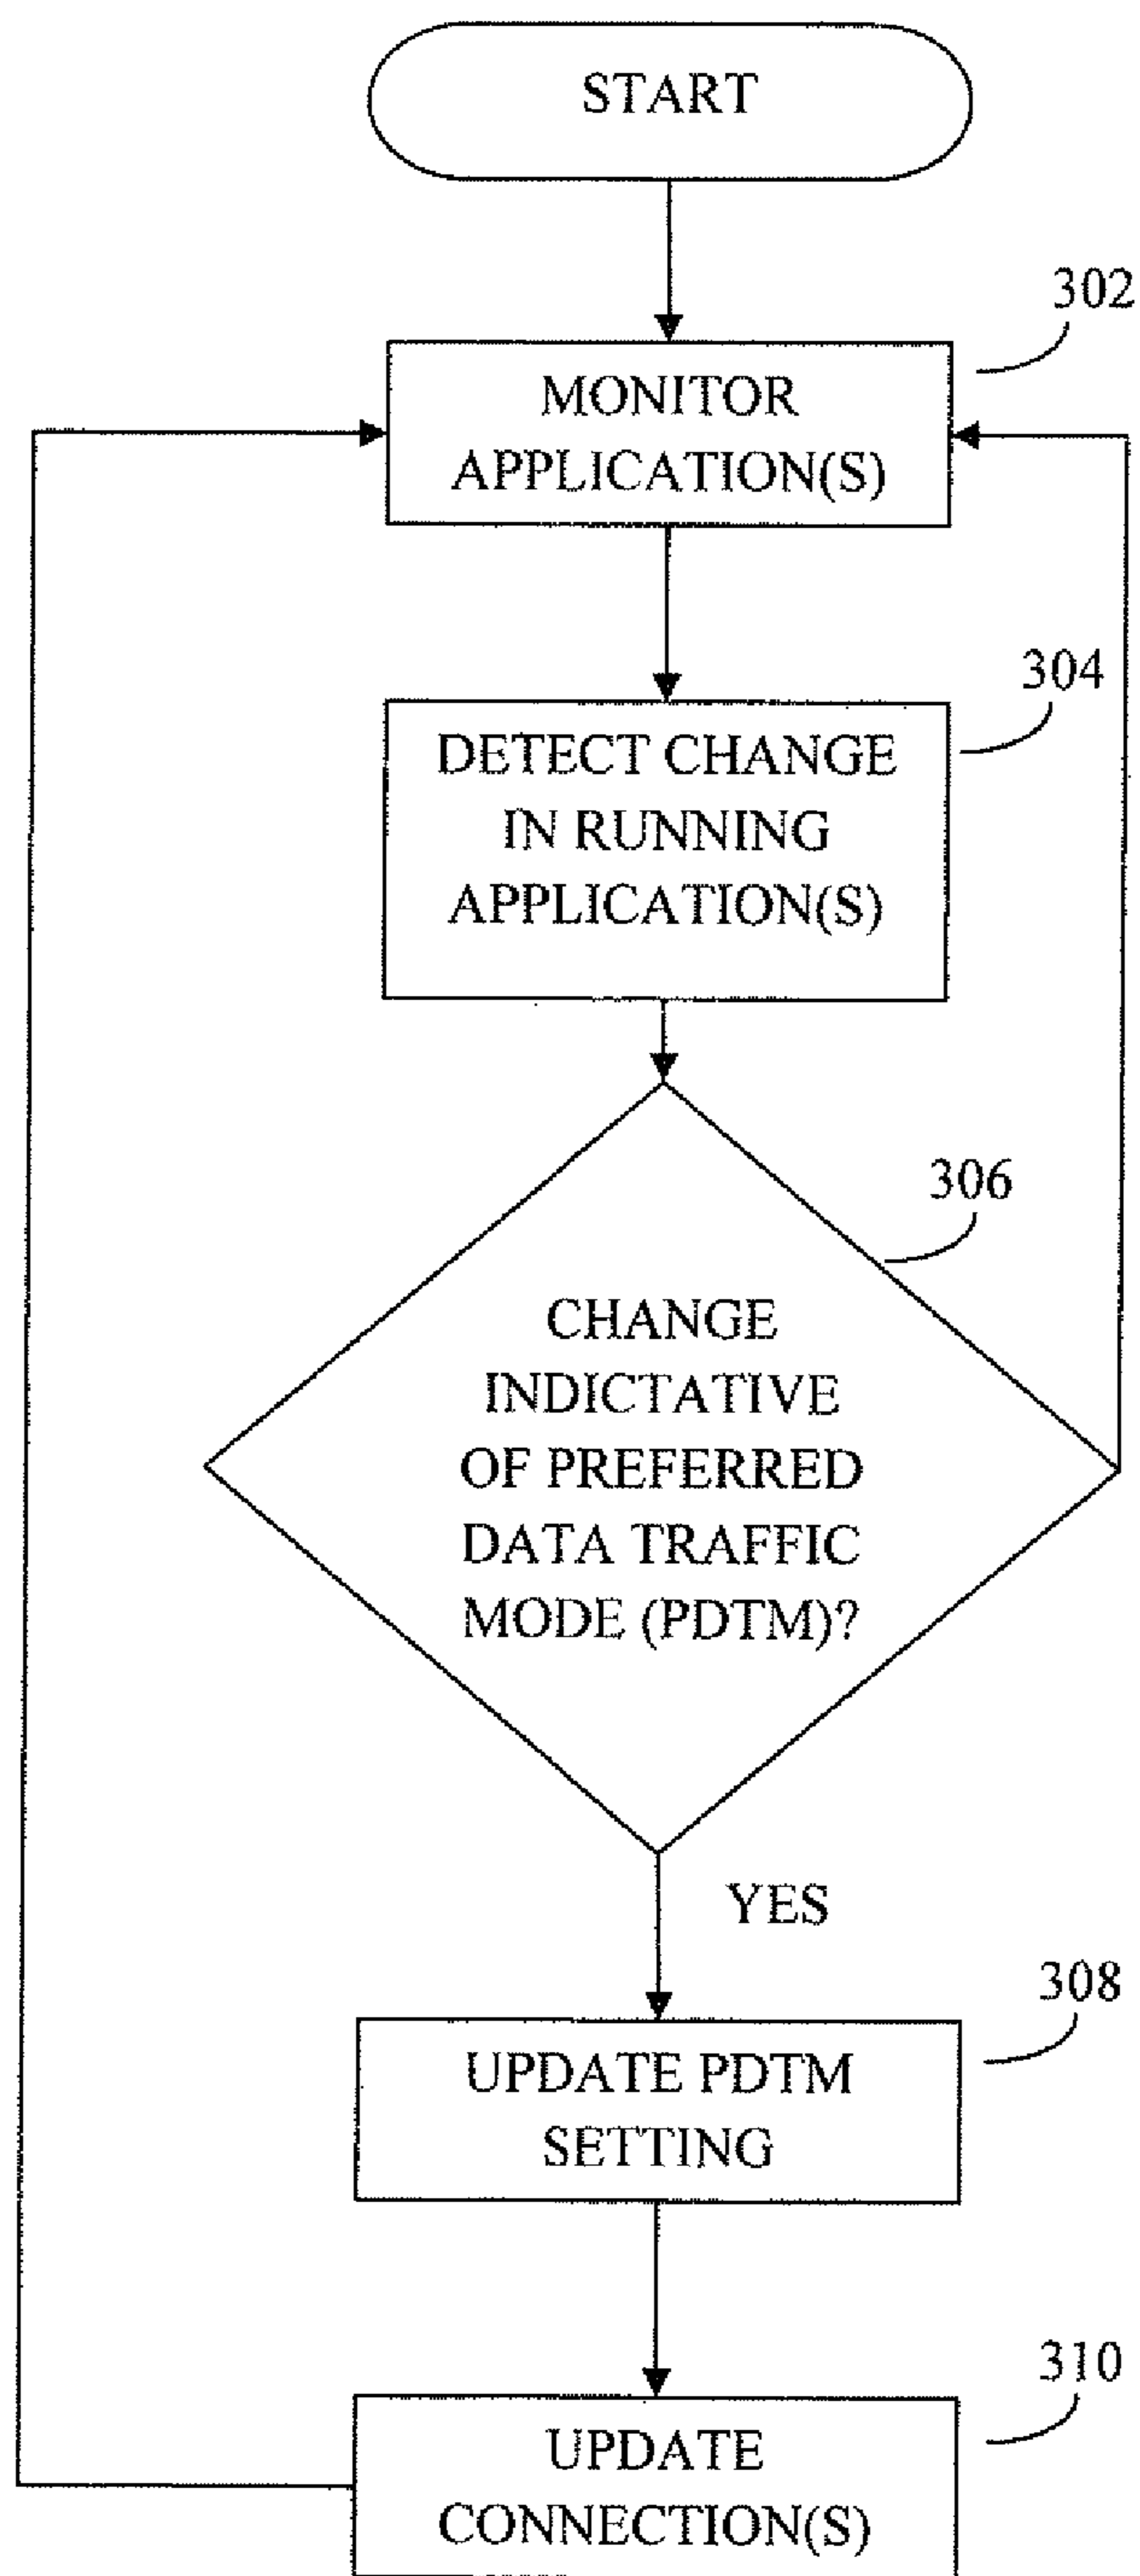 START
302
MONITOR
APPLICATION(S)
304
DETECT CHANGE
IN RUNNING
APPLICATION(S)
306
CHANGE
INDICTATIVE
OF PREFERRED
DATA TRAFFIC
MODE (PDTM)?
YES
308
UPDATE PDTM
SETTING
310
UPDATE
CONNECTION(S)